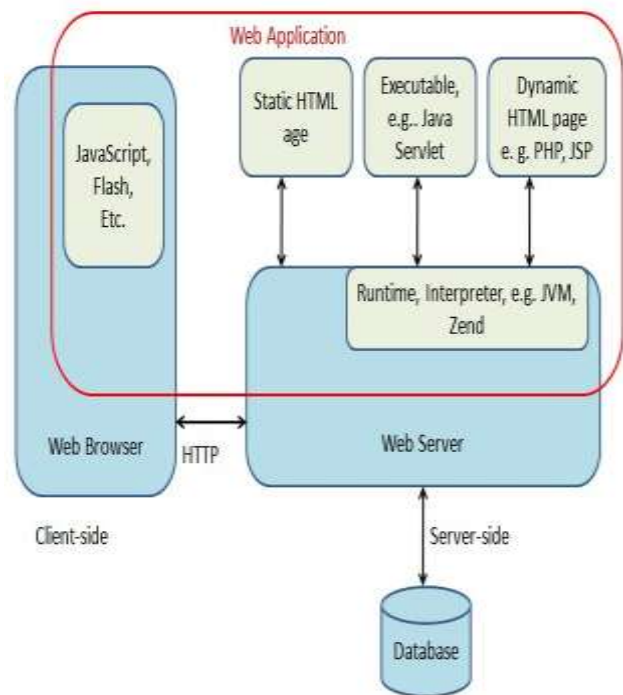 Web Application
Static HTML
age
Executable,
e.g.. Java
Servlet
Dynamic
HTML page
e. g. PHP, JSP
JavaScript,
Flash,
Etc.
Runtime, Interpreter, e.g. JVM,
Zend
Web Browser
HTTP
Web Server
Client-side
Server-side
Database